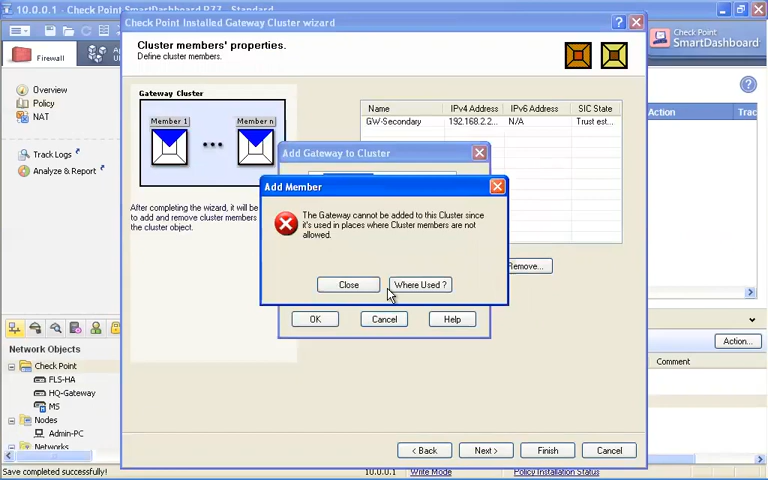 10.0.0.1 - Check Point SmartDashboard R77 - Standard
Check Point Installed Gateway Cluster wizard
Check Point
SmartDashboard
Firewall
Cluster members' properties.
Define cluster members.
Overview
Policy
NAT
Track Logs
Analyze & Report
Gateway Cluster
Member 1
Member n
After completing the wizard, it will be
to add and remove cluster members
the cluster object.
Name IPv4 Address IPv6 Address SIC State
GW-Secondary 192.168.2.2... N/A Trust est...
Action
Add Gateway to Cluster
Add Member
The Gateway cannot be added to this Cluster since
it's used in places where Cluster members are not
allowed.
Close
Where Used ?
Remove...
OK
Cancel
Help
Action...
Comment
Network Objects
Check Point
FLS-HA
HQ-Gateway
MS
Nodes
Admin-PC
Networks
< Back
Next >
Finish
Cancel
Save completed successfully!
10.0.0.1
Write Mode
Policy Installation Status